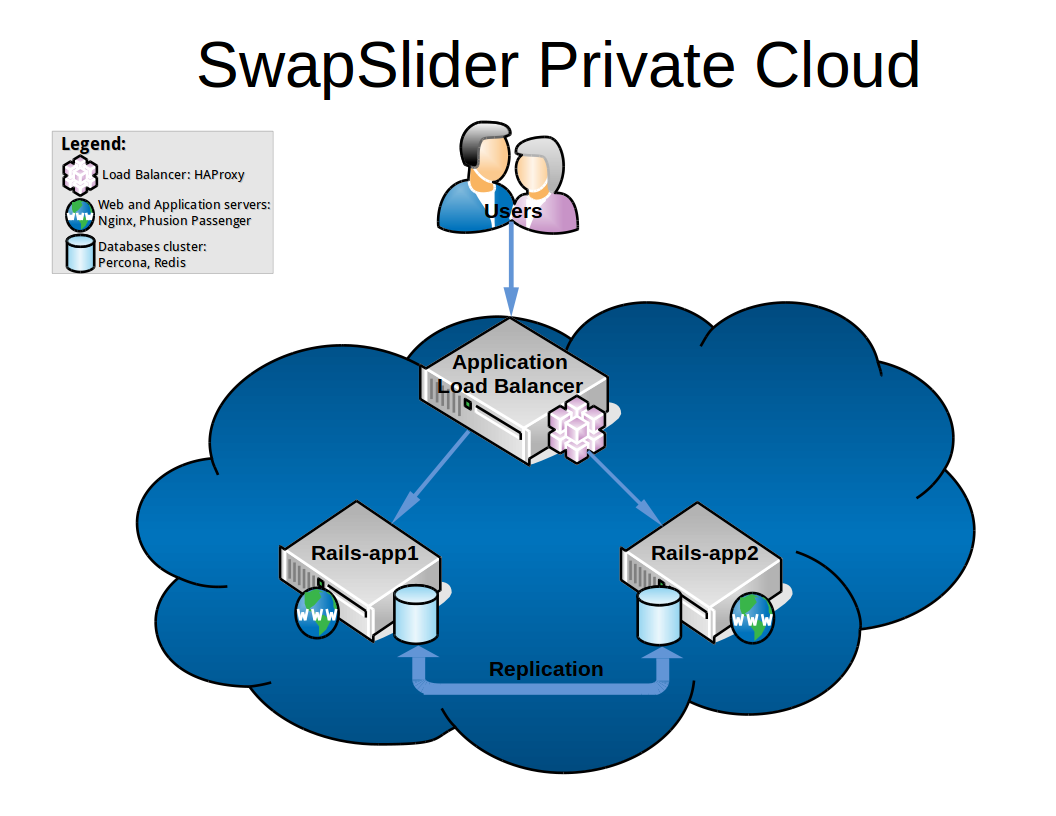 SwapSlider Private Cloud
Legend:
Load Balancer: HAProxy
Web and Application servers:
Nginx, Phusion Passenger
Databases cluster:
Percona, Redis
Users
Application
Load Balancer
Rails-app1
Rails-app2
WWW
WWW
WWW
Replication